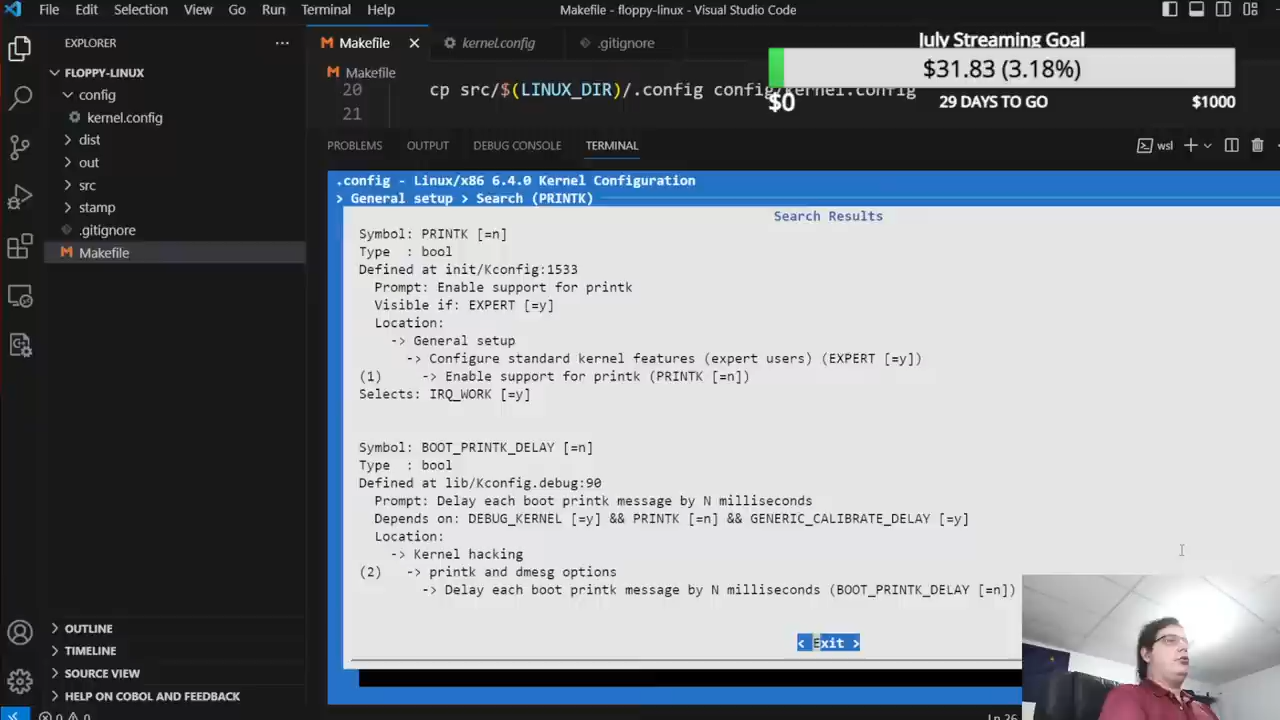 File Edit Selection View Go Run Terminal Help
Makefile - floppy-linux - Visual Studio Code
EXPLORER
Makefile
kernel.config
.gitignore
July Streaming Goal
$31.83 (3.18%)
$0
29 DAYS TO GO
$1000
FLOPPY-LINUX
config
kernel.config
dist
out
src
stamp
.gitignore
Makefile
Makefile
20 cp src/$(LINUX_DIR)/.config config/kernel.config
21
PROBLEMS OUTPUT DEBUG CONSOLE TERMINAL
wsl
.config - Linux/x86 6.4.0 Kernel Configuration
> General setup > Search (PRINTK)
Search Results
Symbol: PRINTK [=n]
Type : bool
Defined at init/Kconfig:1533
Prompt: Enable support for printk
Visible if: EXPERT [=y]
Location:
-> General setup
-> Configure standard kernel features (expert users) (EXPERT [=y])
(1) -> Enable support for printk (PRINTK [=n])
Selects: IRQ_WORK [=y]
Symbol: BOOT_PRINTK_DELAY [=n]
Type : bool
Defined at lib/Kconfig.debug:90
Prompt: Delay each boot printk message by N milliseconds
Depends on: DEBUG_KERNEL [=y] && PRINTK [=n] && GENERIC_CALIBRATE_DELAY [=y]
Location:
-> Kernel hacking
(2) -> printk and dmesg options
-> Delay each boot printk message by N milliseconds (BOOT_PRINTK_DELAY [=n])
< Exit >
OUTLINE
TIMELINE
SOURCE VIEW
HELP ON COBOL AND FEEDBACK
0 0
Ln 26